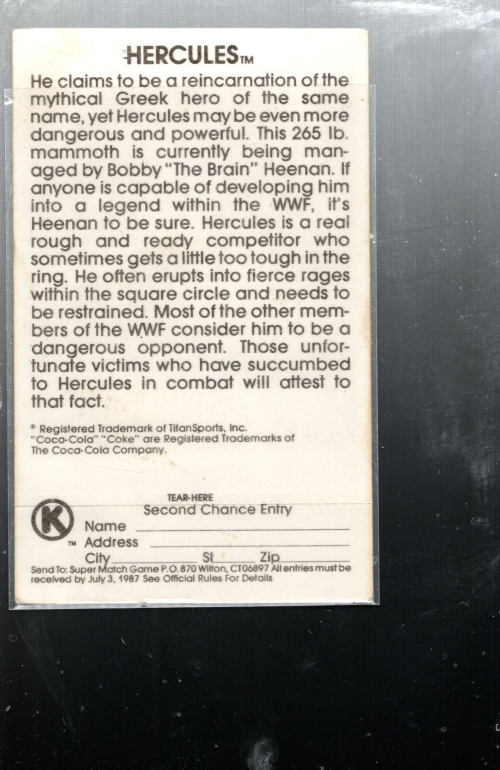 HERCULES™
He claims to be a reincarnation of the
mythical Greek hero of the same
name, yet Hercules may be even more
dangerous and powerful. This 265 lb.
mammoth is currently being man-
aged by Bobby "The Brain" Heenan. If
anyone is capable of developing him
into a legend within the WWF, it's
Heenan to be sure. Hercules is a real
rough and ready competitor who
sometimes gets a little too tough in the
ring. He often erupts into fierce rages
within the square circle and needs to
be restrained. Most of the other mem-
bers of the WWF consider him to be a
dangerous opponent. Those unfor-
tunate victims who have succumbed
to Hercules in combat will attest to
that fact.
® Registered Trademark of TitanSports, Inc.
"Coca-Cola" "Coke" are Registered Trademarks of
The Coca-Cola Company.
TEAR-HERE
Second Chance Entry
K™
Name
Address
City St Zip
Send To: Super Match Game P.O. 870 Wilton, CT06897 All entries must be
received by July 3, 1987 See Official Rules For Details